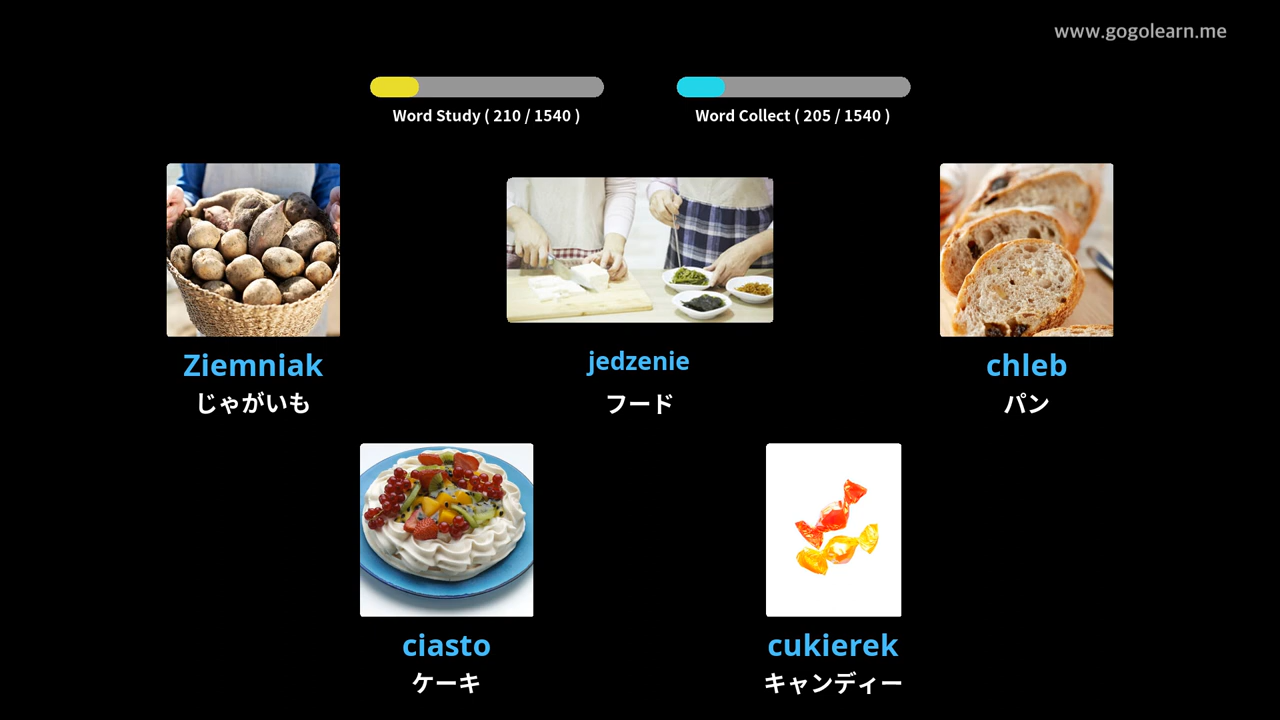 www.gogolearn.me
Word Study ( 210 / 1540 )
Word Collect ( 205 / 1540 )
Ziemniak
じゃがいも
jedzenie
フード
chleb
パン
ciasto
ケーキ
cukierek
キャンディー